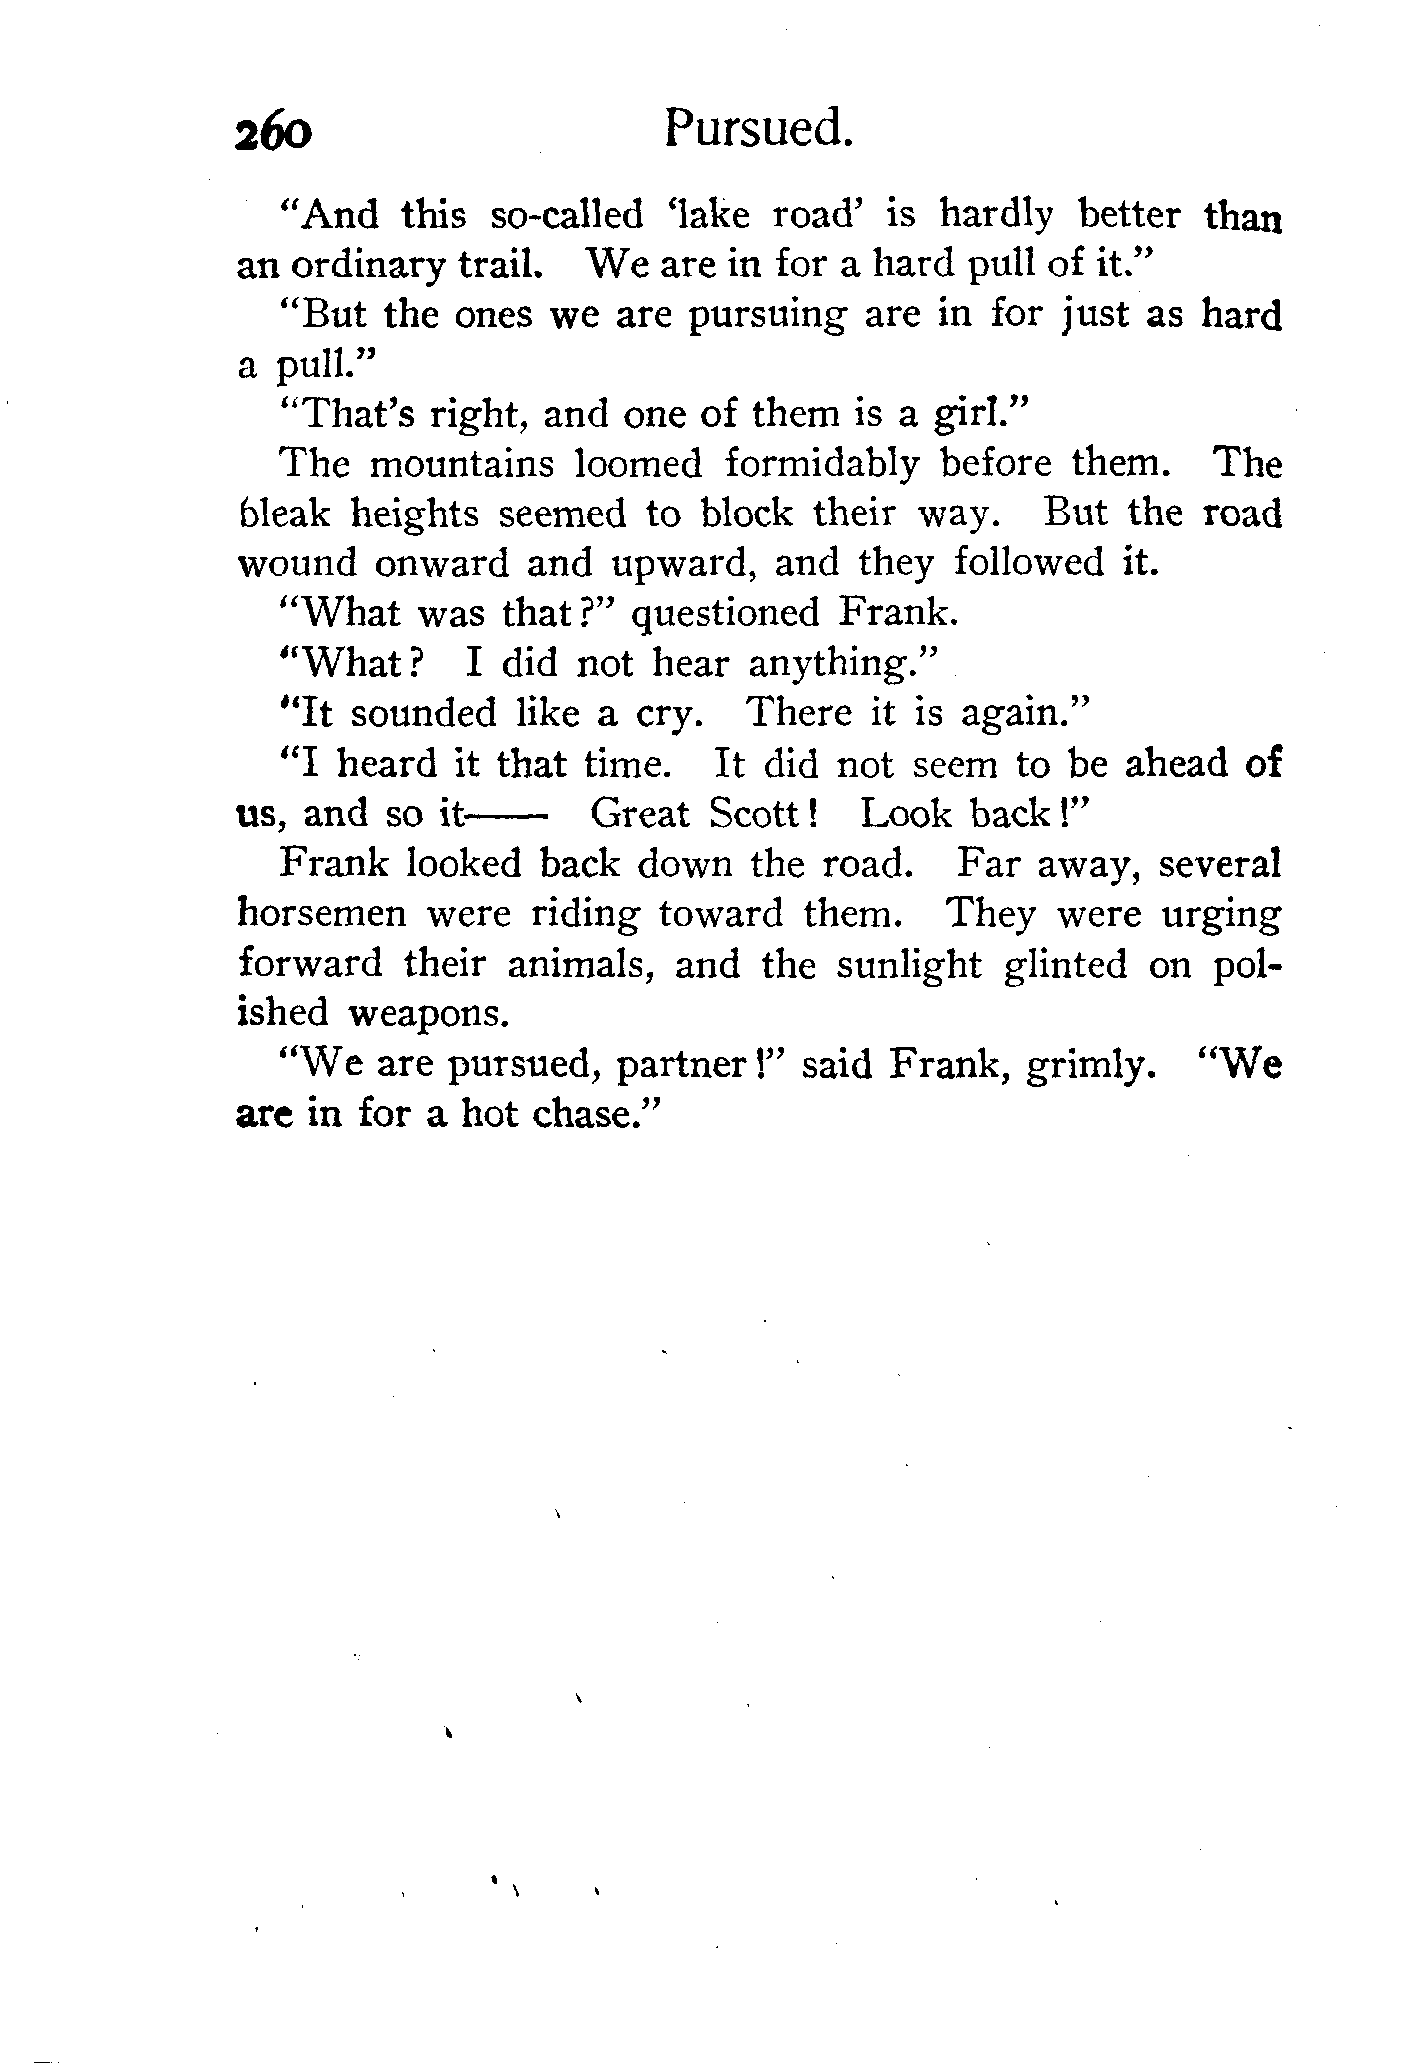 260 Pursued.
“And this so-called ‘lake road’ is hardly better than
an ordinary trail. We are in for a hard pull of it.”
“But the ones we are pursuing are in for just as hard
a pull.”
“That’s right, and one of them is a girl.”
The mountains loomed formidably before them. The
bleak heights seemed to block their way. But the road
wound onward and upward, and they followed it.
“What was that?” questioned Frank.
“What? I did not hear anything.”
“It sounded like a cry. There it is again.”
“I heard it that time. It did not seem to be ahead of
us, and so it—— Great Scott! Look back!”
Frank looked back down the road. Far away, several
horsemen were riding toward them. They were urging
forward their animals, and the sunlight glinted on pol-
ished weapons.
“We are pursued, partner!” said Frank, grimly. “We
are in for a hot chase.”